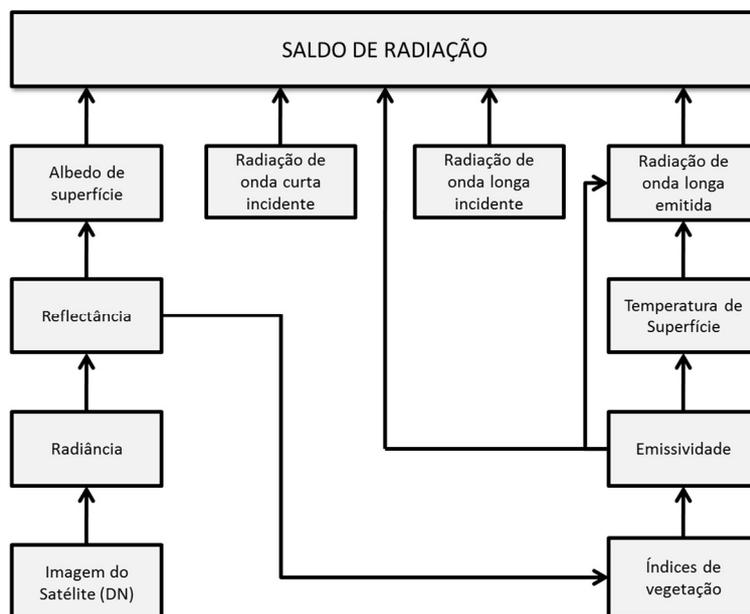 SALDO DE RADIAÇÃO
Albedo de
superfície
Radiação de
onda curta
incidente
Radiação de
onda longa
incidente
Radiação de
onda longa
emitida
Reflectância
Temperatura de
Superfície
Radiância
Emissividade
Imagem do
Satélite (DN)
Índices de
vegetação